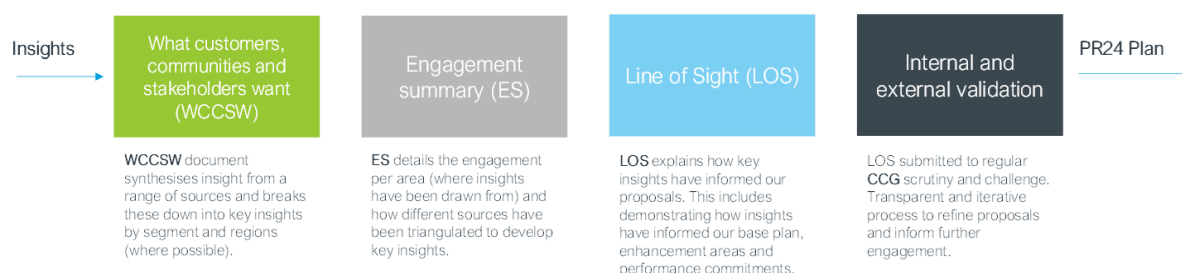 Insights
What customers,
communities and
stakeholders want
(WCCSW)
WCCSW document
synthesises insight from a
range of sources and breaks
these down into key insights
by segment and regions
(where possible).
Engagement
summary (ES)
ES details the engagement
per area (where insights
have been drawn from) and
how different sources have
been triangulated to develop
key insights.
Line of Sight (LOS)
LOS explains how key
insights have informed our
proposals. This includes
demonstrating how insights
have informed our base plan,
enhancement areas and
performance commitments.
Internal and
external validation
LOS submitted to regular
CCG scrutiny and challenge.
Transparent and iterative
process to refine proposals
and inform further
engagement.
PR24 Plan